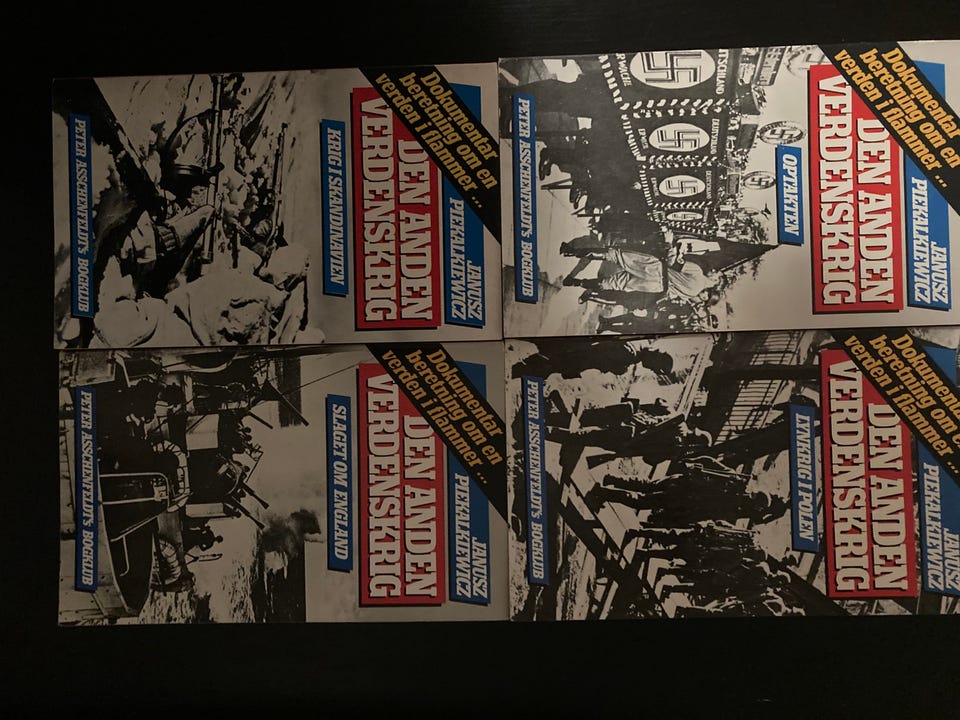 Dokumentar
beretning om en
verden i flammer...
JANUSZ
PIEKALKIEWICZ
DEN ANDEN
VERDENSKRIG
OPTAKTEN
TSCHLAND
DEUTSCHLAND
PETER ASSCHENFELDT's BOGKLUB
Dokumentar
beretning om e
verden i flammer...
JANUSZ
PIEKALKIEWICZ
DEN ANDEN
VERDENSKRIG
LYNKRIG I POLEN
PETER ASSCHENFELDT's BOGKLUB
Dokumentar
beretning om en
verden i flammer...
JANUSZ
PIEKALKIEWICZ
DEN ANDEN
VERDENSKRIG
KRIG I SKANDINAVIEN
PETER ASSCHENFELDT's BOGKLUB
Dokumentar
beretning om en
verden i flammer...
JANUSZ
PIEKALKIEWICZ
DEN ANDEN
VERDENSKRIG
SLAGET OM ENGLAND
PETER ASSCHENFELDT's BOGKLUB